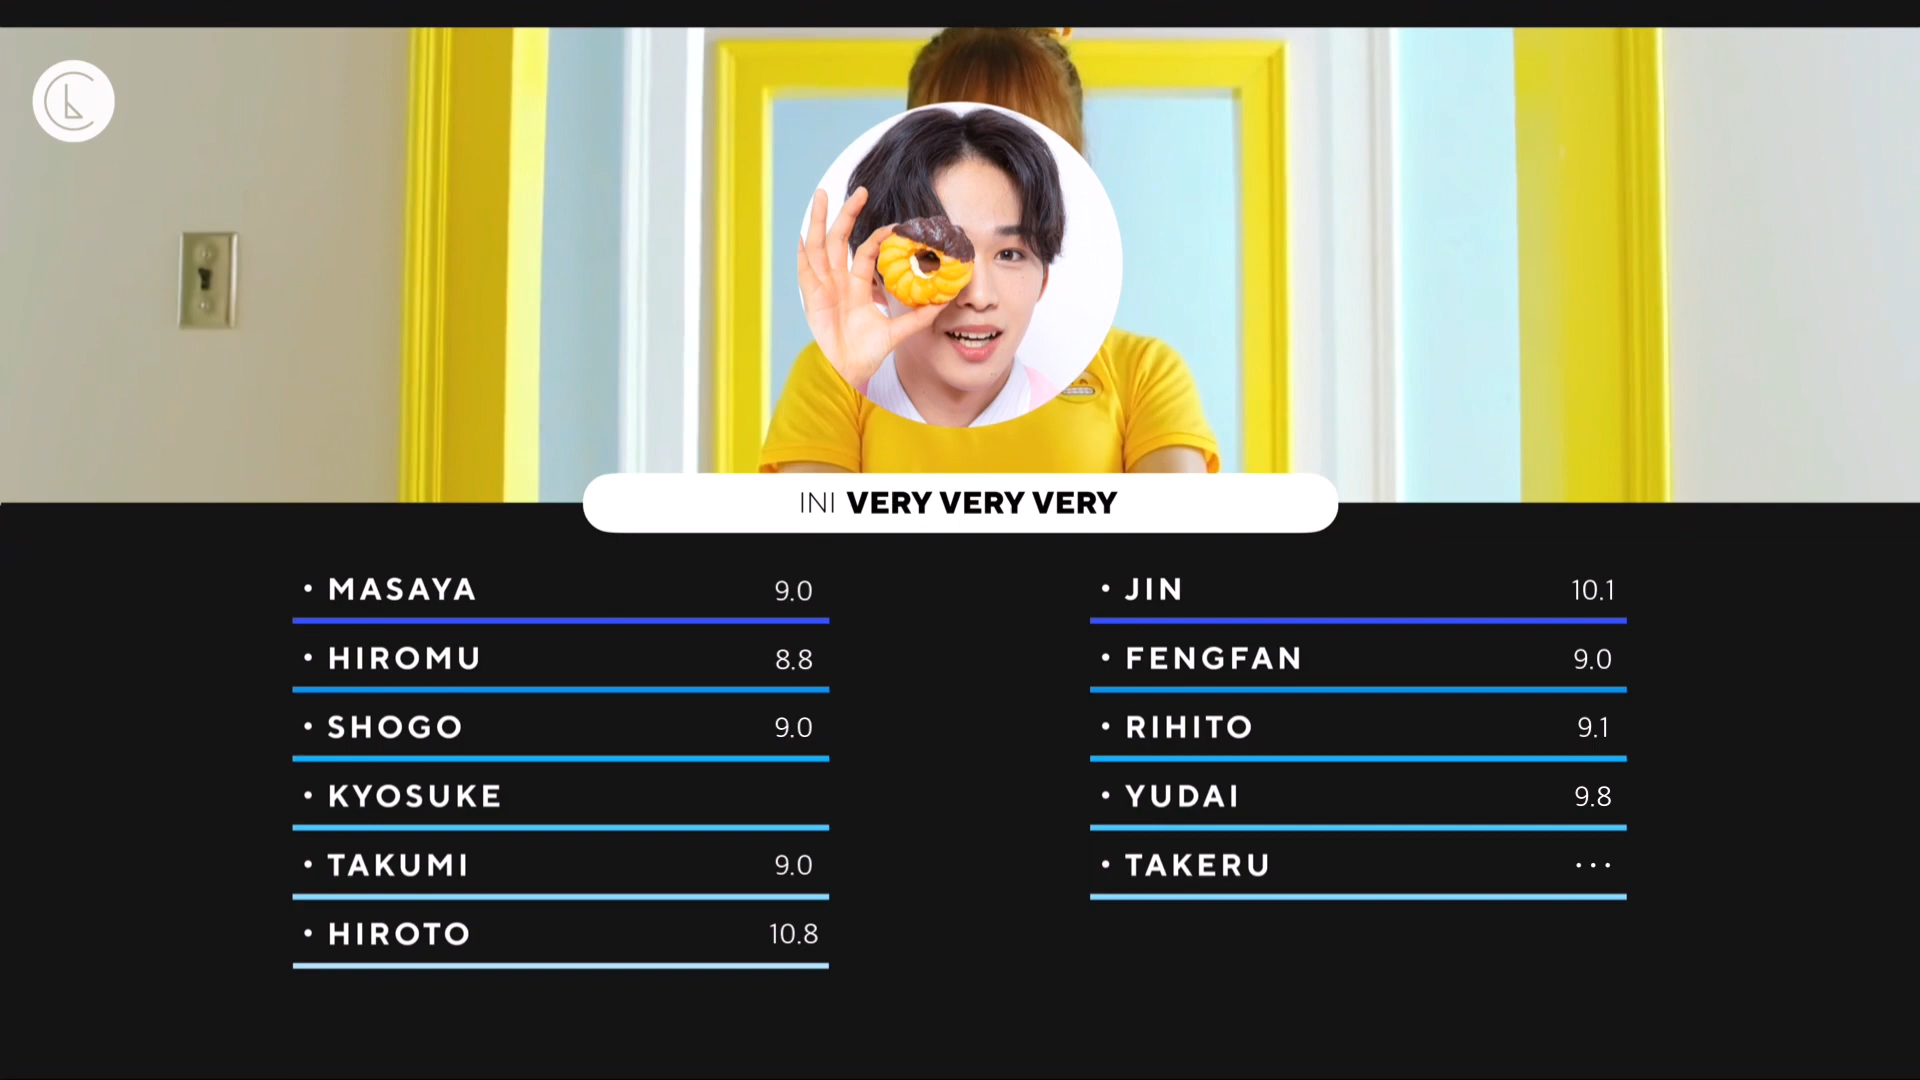 INI VERY VERY VERY
• MASAYA 9.0
• HIROMU 8.8
• SHOGO 9.0
• KYOSUKE
• TAKUMI 9.0
• HIROTO 10.8
• JIN 10.1
• FENGFAN 9.0
• RIHITO 9.1
• YUDAI 9.8
• TAKERU ...